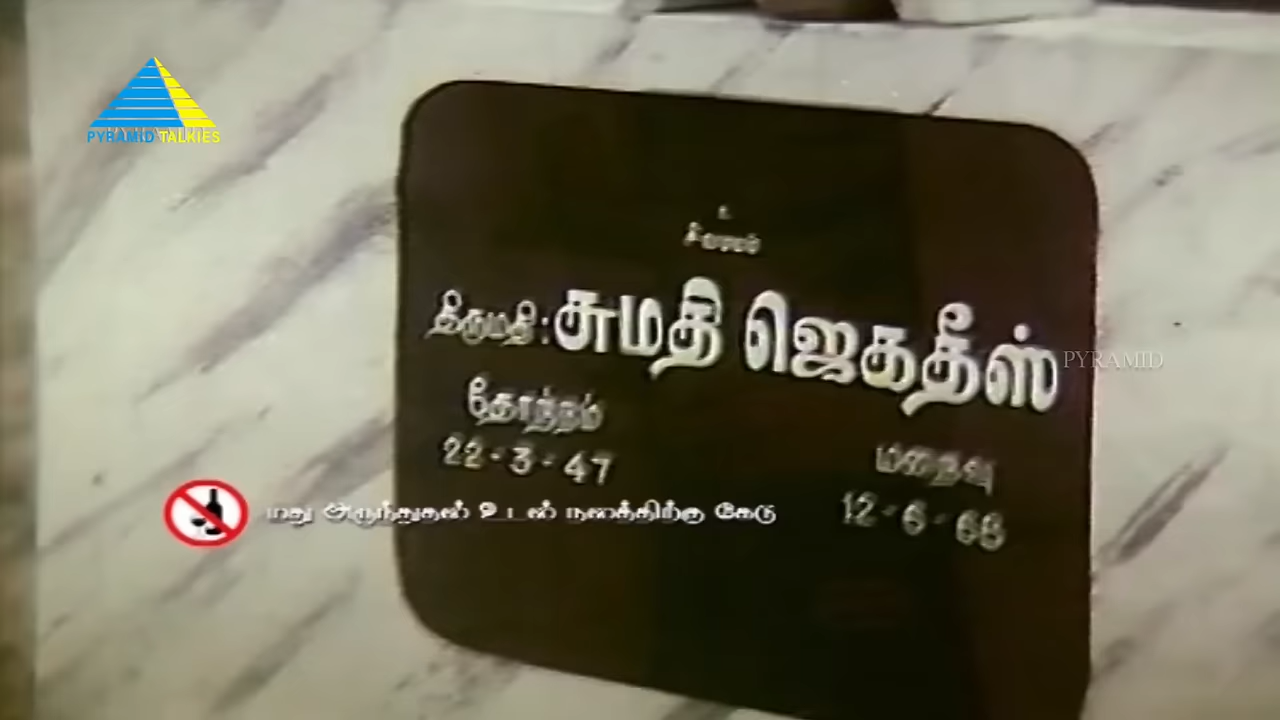 PYRAMID TALKIES
உ
சிவமயம்
திருமதி: சுமதி ஜெகதீஸ்
PYRAMID
தோற்றம்
22-3-47
மறைவு
12-6-68
மது அருந்துதல் உடல் நலத்திற்கு கேடு